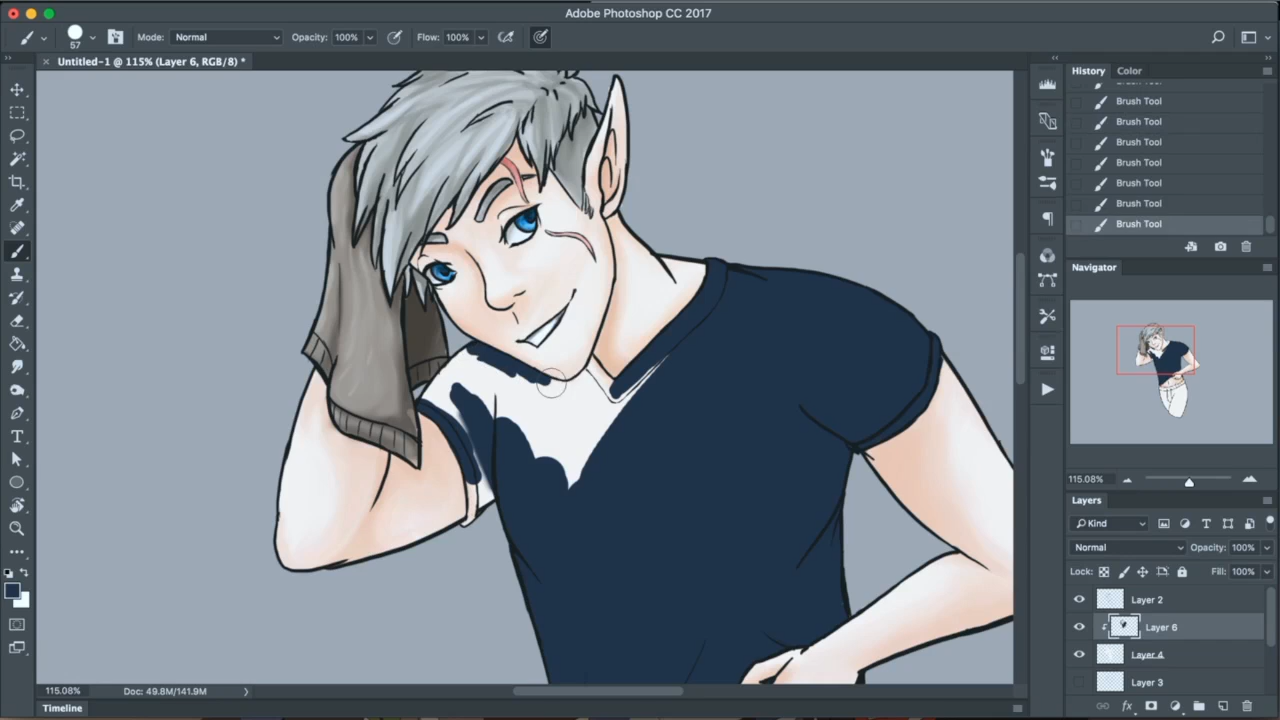 Adobe Photoshop CC 2017
57
Mode: Normal
Opacity: 100%
Flow: 100%
Untitled-1 @ 115% (Layer 6, RGB/8) *
History
Color
Brush Tool
Brush Tool
Brush Tool
Brush Tool
Brush Tool
Brush Tool
Brush Tool
Navigator
115.08%
Layers
Kind
Normal
Opacity: 100%
Lock:
Fill: 100%
Layer 2
Layer 6
Layer 4
Layer 3
115.08%
Doc: 49.8M/141.9M
Timeline